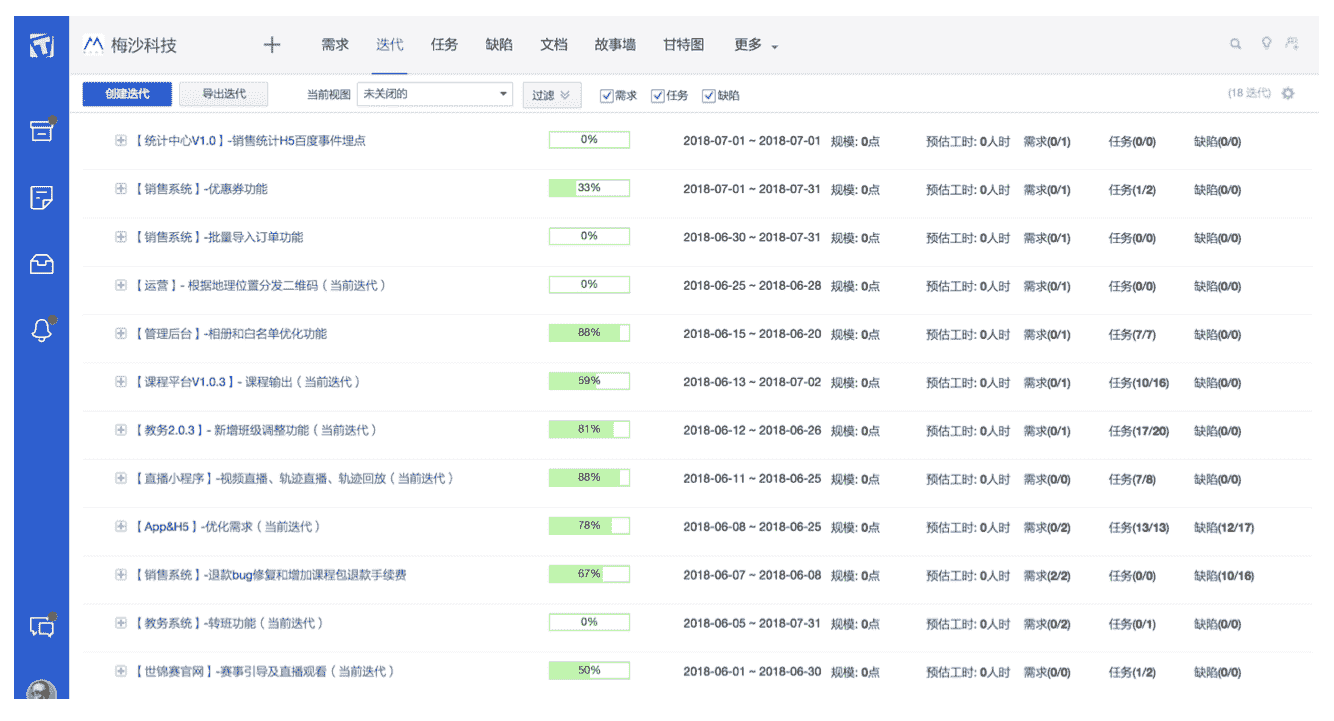 梅沙科技 需求 迭代 任务 缺陷 文档 故事墙 甘特图 更多
创建迭代 导出迭代 当前视图 未关闭的 过滤 需求 任务 缺陷 (18 迭代)
【统计中心V1.0】-销售统计H5百度事件埋点 0% 2018-07-01 ~ 2018-07-01 规模: 0点 预估工时: 0人时 需求(0/1) 任务(0/0) 缺陷(0/0)
【销售系统】-优惠券功能 33% 2018-07-01 ~ 2018-07-31 规模: 0点 预估工时: 0人时 需求(0/1) 任务(1/2) 缺陷(0/0)
【销售系统】-批量导入订单功能 0% 2018-06-30 ~ 2018-07-31 规模: 0点 预估工时: 0人时 需求(0/1) 任务(0/0) 缺陷(0/0)
【运营】- 根据地理位置分发二维码（当前迭代） 0% 2018-06-25 ~ 2018-06-28 规模: 0点 预估工时: 0人时 需求(0/1) 任务(0/0) 缺陷(0/0)
【管理后台】-相册和白名单优化功能 88% 2018-06-15 ~ 2018-06-20 规模: 0点 预估工时: 0人时 需求(0/1) 任务(7/7) 缺陷(0/0)
【课程平台V1.0.3】- 课程输出（当前迭代） 59% 2018-06-13 ~ 2018-07-02 规模: 0点 预估工时: 0人时 需求(0/1) 任务(10/16) 缺陷(0/0)
【教务2.0.3】- 新增班级调整功能（当前迭代） 81% 2018-06-12 ~ 2018-06-26 规模: 0点 预估工时: 0人时 需求(0/1) 任务(17/20) 缺陷(0/0)
【直播小程序】-视频直播、轨迹直播、轨迹回放（当前迭代） 88% 2018-06-11 ~ 2018-06-25 规模: 0点 预估工时: 0人时 需求(0/0) 任务(7/8) 缺陷(0/0)
【App&H5】-优化需求（当前迭代） 78% 2018-06-08 ~ 2018-06-25 规模: 0点 预估工时: 0人时 需求(0/2) 任务(13/13) 缺陷(12/17)
【销售系统】-退款bug修复和增加课程包退款手续费 67% 2018-06-07 ~ 2018-06-08 规模: 0点 预估工时: 0人时 需求(2/2) 任务(0/0) 缺陷(10/16)
【教务系统】-转班功能（当前迭代） 0% 2018-06-05 ~ 2018-07-31 规模: 0点 预估工时: 0人时 需求(0/2) 任务(0/1) 缺陷(0/0)
【世锦赛官网】-赛事引导及直播观看（当前迭代） 50% 2018-06-01 ~ 2018-06-30 规模: 0点 预估工时: 0人时 需求(0/0) 任务(1/2) 缺陷(0/0)